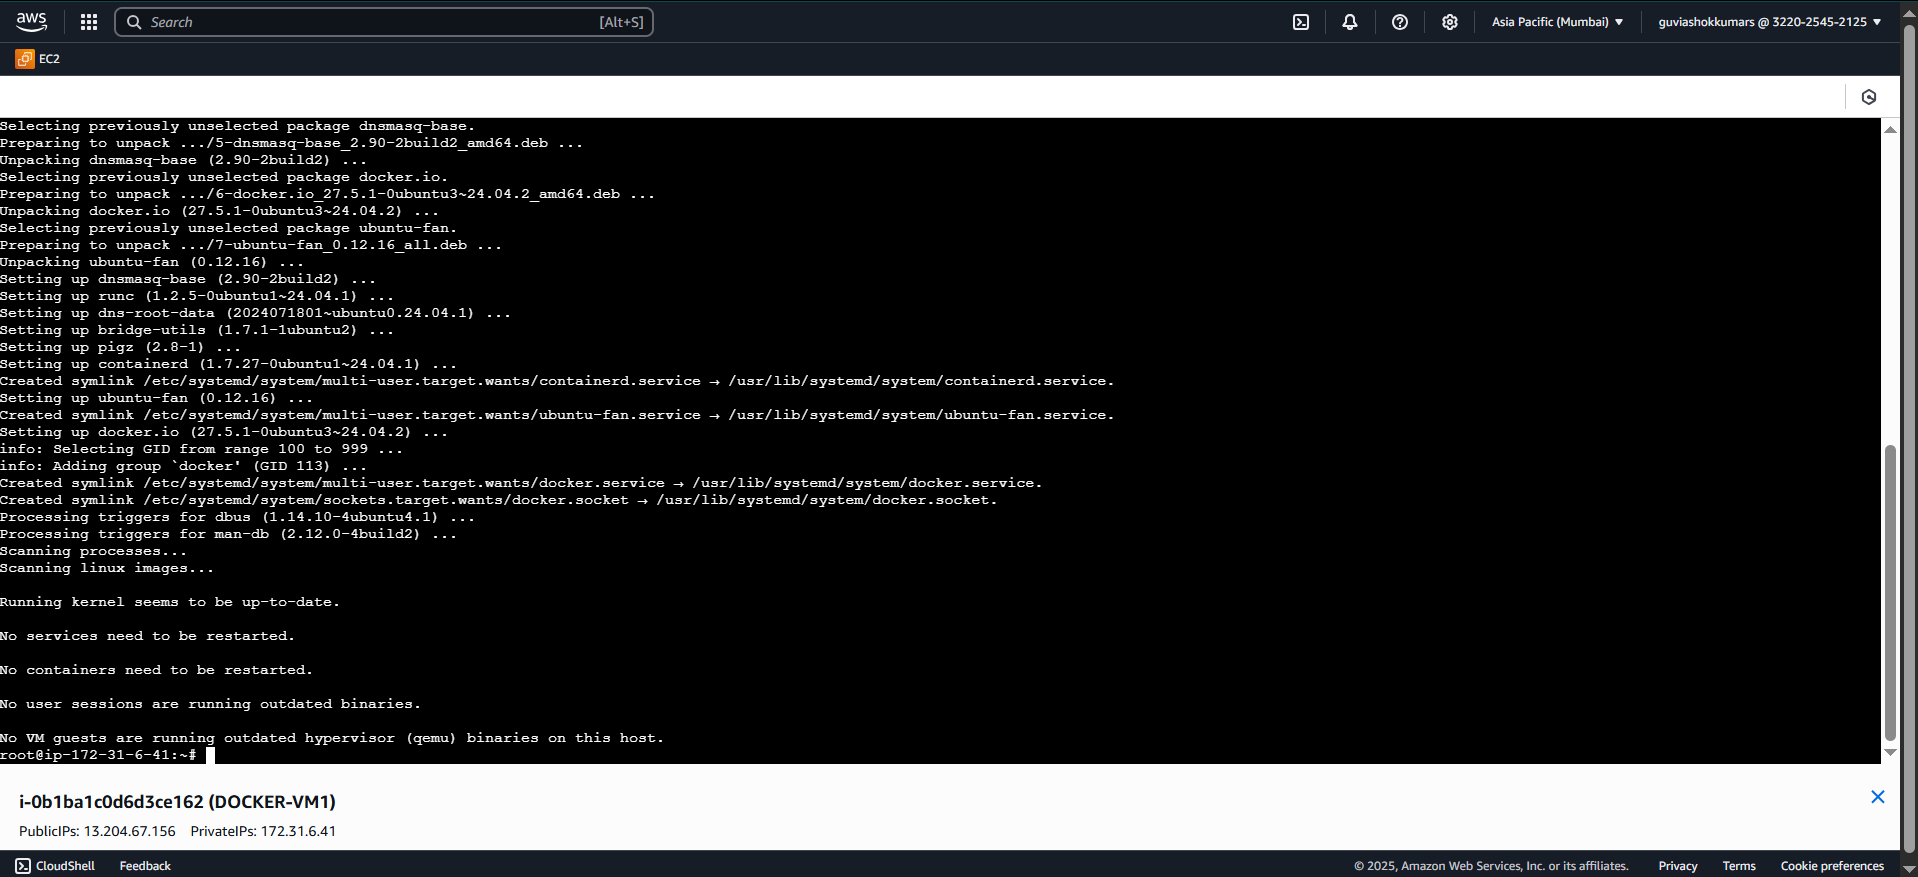 aws
Search [Alt+S]
Asia Pacific (Mumbai)
guviashokkumars @ 3220-2545-2125
EC2
Selecting previously unselected package dnsmasq-base.
Preparing to unpack .../5-dnsmasq-base_2.90-2build2_amd64.deb ...
Unpacking dnsmasq-base (2.90-2build2) ...
Selecting previously unselected package docker.io.
Preparing to unpack .../6-docker.io_27.5.1-0ubuntu3~24.04.2_amd64.deb ...
Unpacking docker.io (27.5.1-0ubuntu3~24.04.2) ...
Selecting previously unselected package ubuntu-fan.
Preparing to unpack .../7-ubuntu-fan_0.12.16_all.deb ...
Unpacking ubuntu-fan (0.12.16) ...
Setting up dnsmasq-base (2.90-2build2) ...
Setting up runc (1.2.5-0ubuntu1~24.04.1) ...
Setting up dns-root-data (2024071801~ubuntu0.24.04.1) ...
Setting up bridge-utils (1.7.1-1ubuntu2) ...
Setting up pigz (2.8-1) ...
Setting up containerd (1.7.27-0ubuntu1~24.04.1) ...
Created symlink /etc/systemd/system/multi-user.target.wants/containerd.service → /usr/lib/systemd/system/containerd.service.
Setting up ubuntu-fan (0.12.16) ...
Created symlink /etc/systemd/system/multi-user.target.wants/ubuntu-fan.service → /usr/lib/systemd/system/ubuntu-fan.service.
Setting up docker.io (27.5.1-0ubuntu3~24.04.2) ...
info: Selecting GID from range 100 to 999 ...
info: Adding group `docker' (GID 113) ...
Created symlink /etc/systemd/system/multi-user.target.wants/docker.service → /usr/lib/systemd/system/docker.service.
Created symlink /etc/systemd/system/sockets.target.wants/docker.socket → /usr/lib/systemd/system/docker.socket.
Processing triggers for dbus (1.14.10-4ubuntu4.1) ...
Processing triggers for man-db (2.12.0-4build2) ...
Scanning processes...
Scanning linux images...
Running kernel seems to be up-to-date.
No services need to be restarted.
No containers need to be restarted.
No user sessions are running outdated binaries.
No VM guests are running outdated hypervisor (qemu) binaries on this host.
root@ip-172-31-6-41:~#
i-0b1ba1c0d6d3ce162 (DOCKER-VM1)
PublicIPs: 13.204.67.156 PrivateIPs: 172.31.6.41
CloudShell Feedback © 2025, Amazon Web Services, Inc. or its affiliates. Privacy Terms Cookie preferences